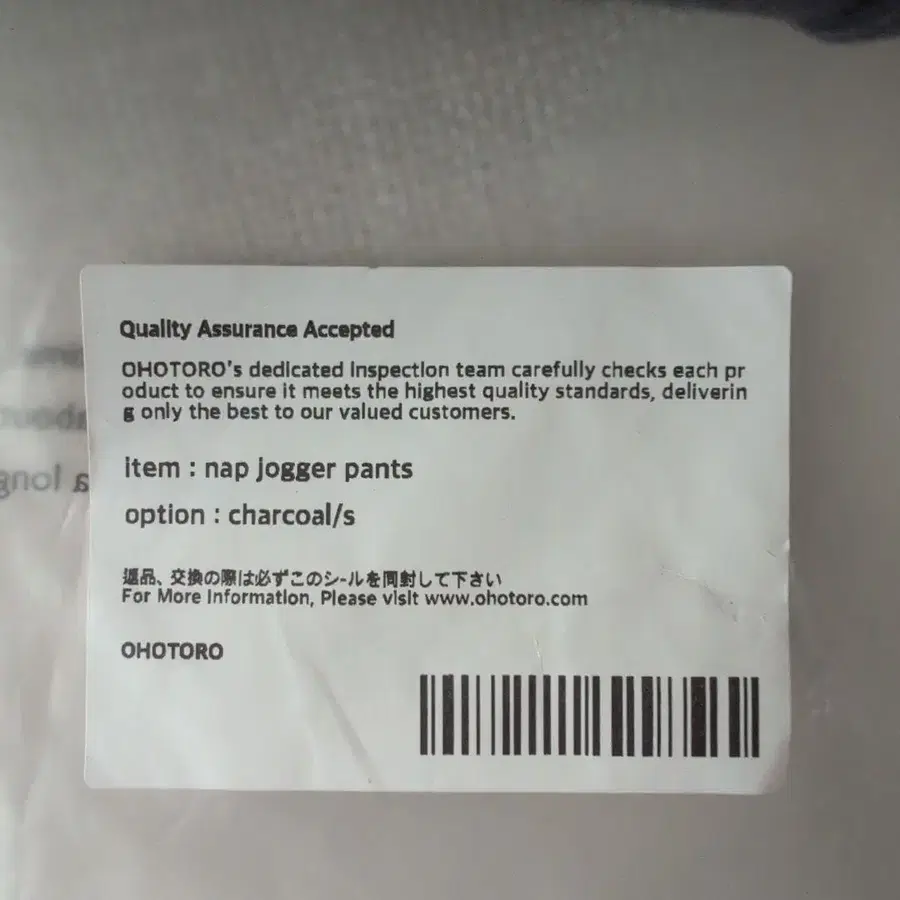 Quality Assurance Accepted
OHOTORO's dedicated inspection team carefully checks each pr
oduct to ensure it meets the highest quality standards, deliverin
g only the best to our valued customers.
item : nap jogger pants
option : charcoal/s
返品、交換の際は必ずこのシールを同封して下さい
For More Information, Please visit www.ohotoro.com
OHOTORO